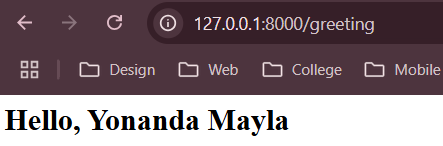 127.0.0.1:8000/greeting
Design Web College Mobile
Hello, Yonanda Mayla